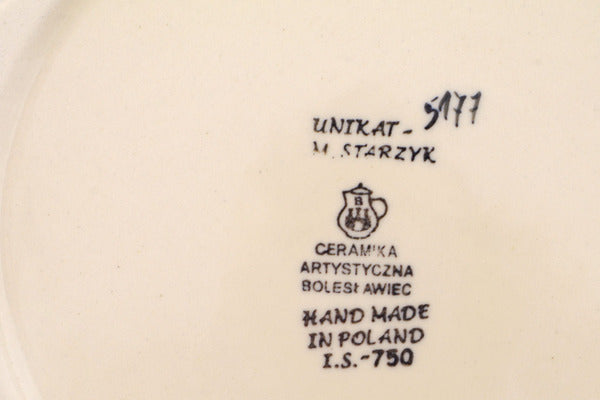 UNIKAT - 5177
M. STARZYK
B
CERAMIKA
ARTYSTYCZNA
BOLESŁAWIEC
HAND MADE
IN POLAND
I.S.-750